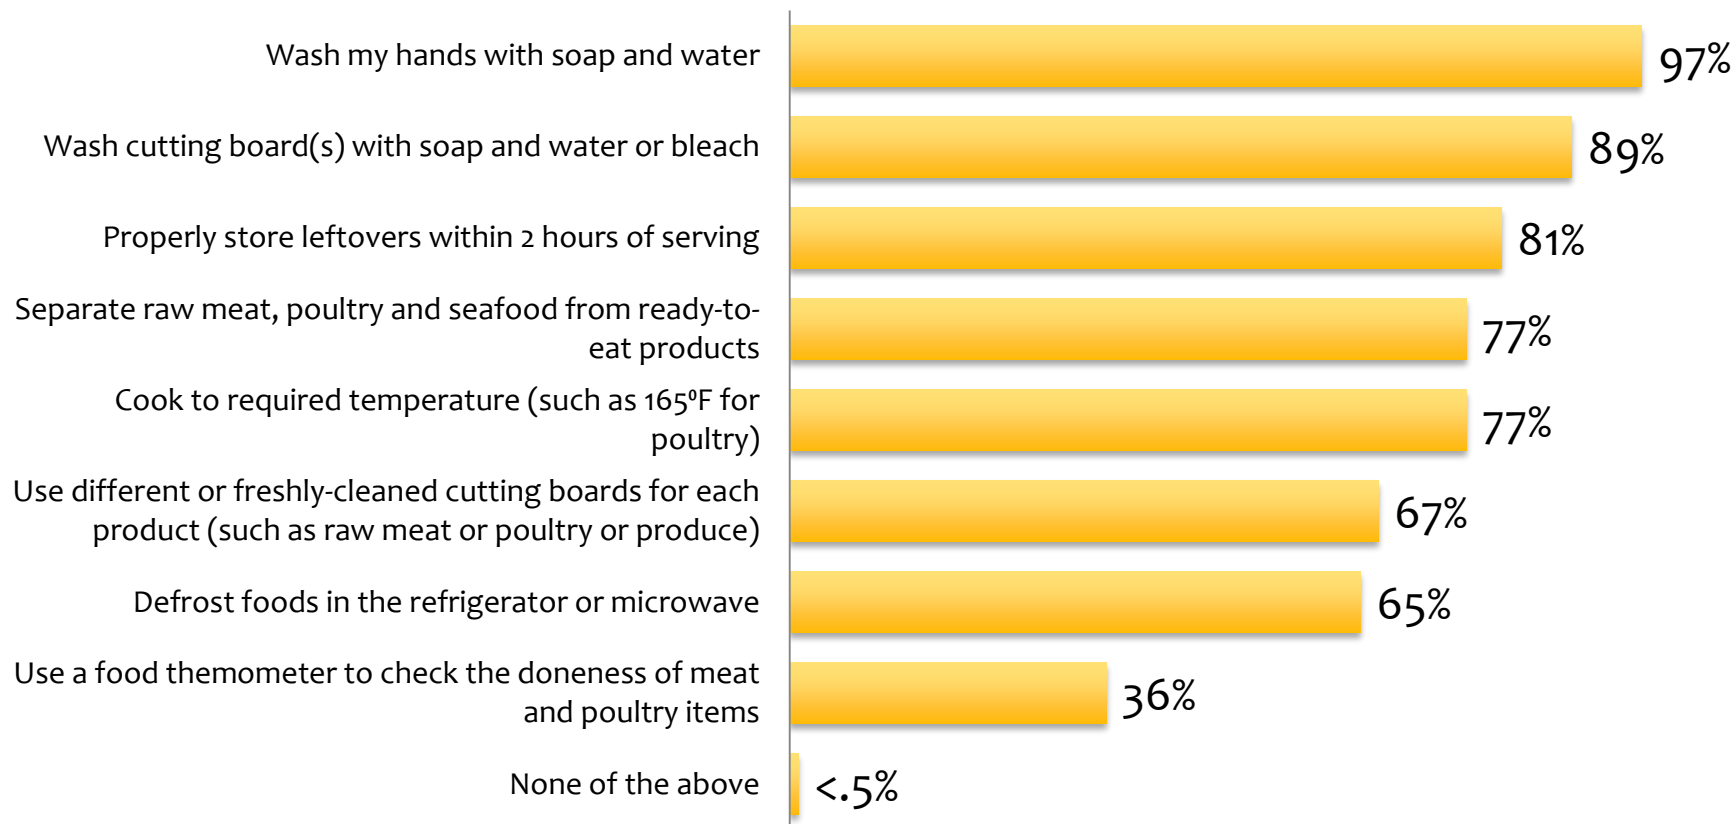 Wash my hands with soap and water
97%
Wash cutting board(s) with soap and water or bleach
89%
Properly store leftovers within 2 hours of serving
81%
Separate raw meat, poultry and seafood from ready-to-
eat products
77%
Cook to required temperature (such as 165⁰F for
poultry)
77%
Use different or freshly-cleaned cutting boards for each
product (such as raw meat or poultry or produce)
67%
Defrost foods in the refrigerator or microwave
65%
Use a food themometer to check the doneness of meat
and poultry items
36%
None of the above
<.5%